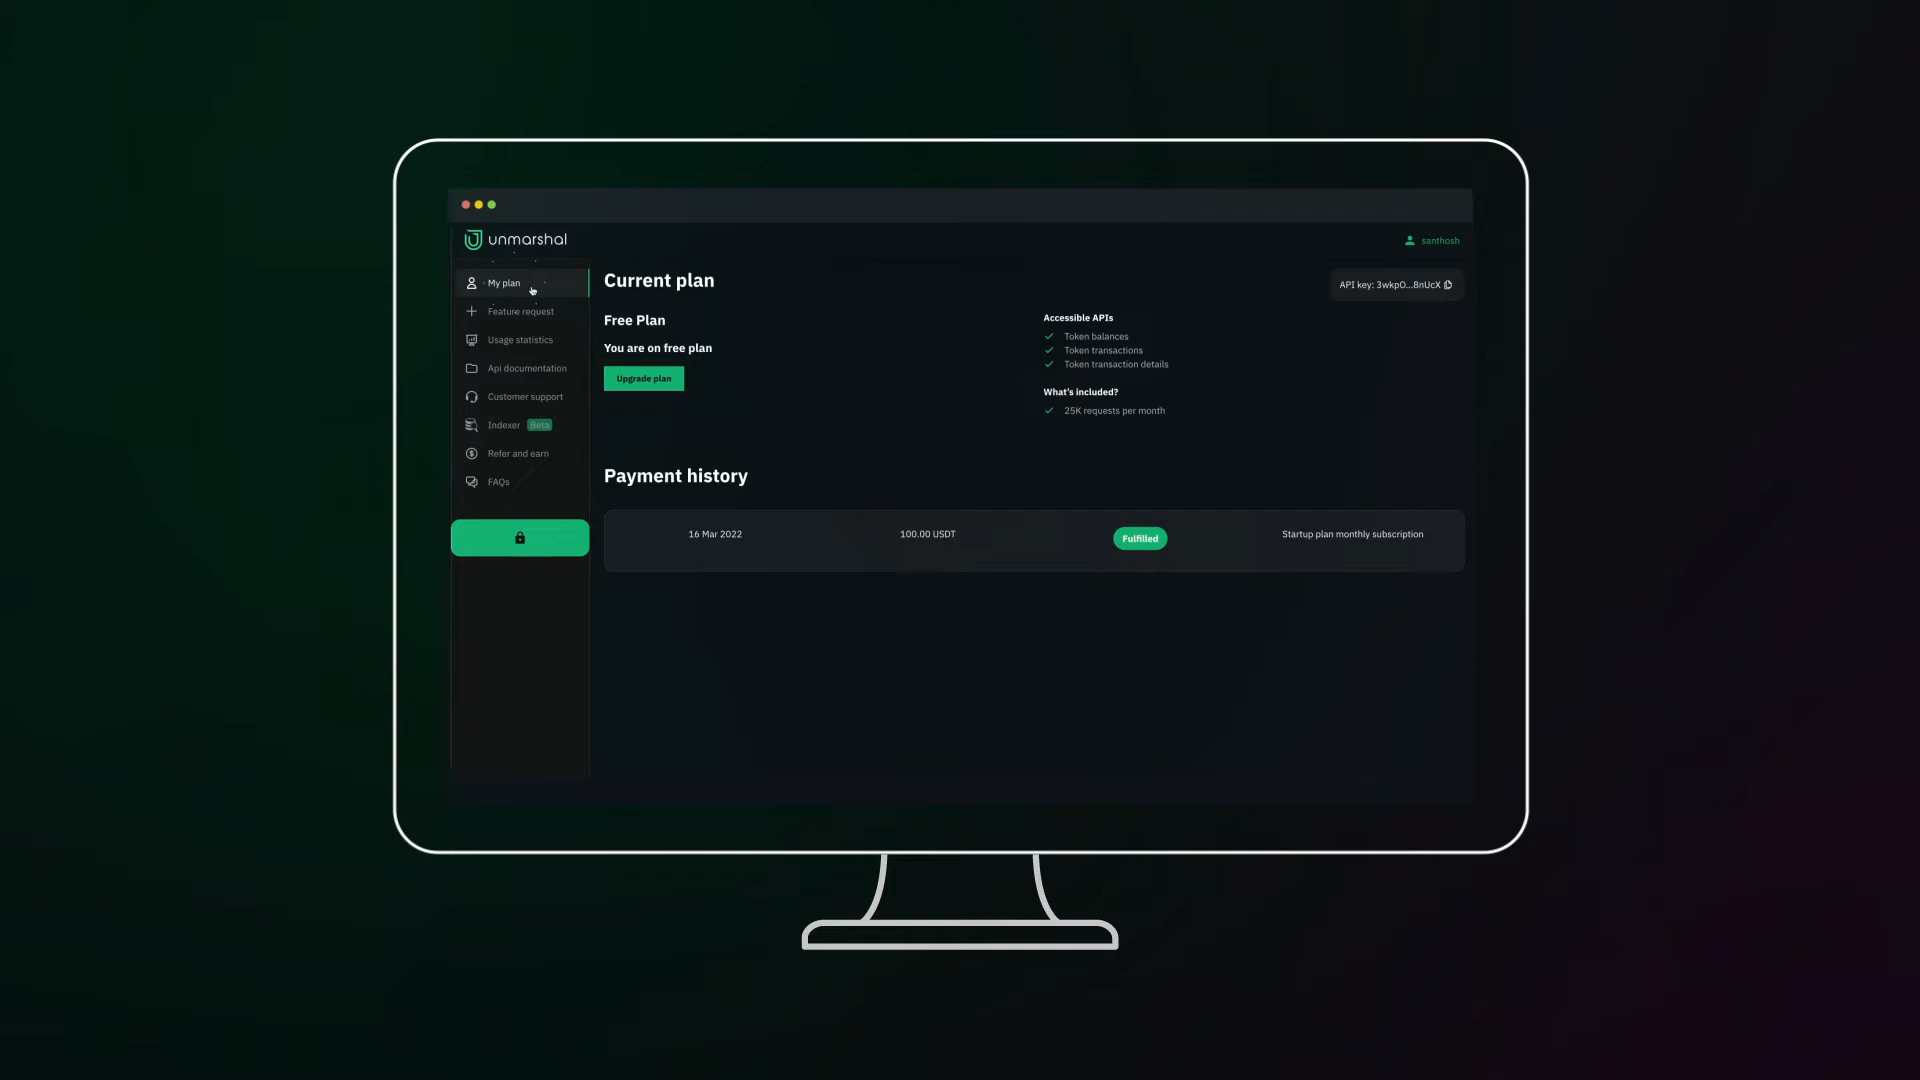 unmarshal
santhosh
My plan
Feature request
Usage statistics
Api documentation
Customer support
Indexer Beta
Refer and earn
FAQs
Current plan
API key: 3wkpO...8nUcX
Free Plan
You are on free plan
Upgrade plan
Accessible APIs
Token balances
Token transactions
Token transaction details
What's included?
25K requests per month
Payment history
16 Mar 2022 100.00 USDT Fulfilled Startup plan monthly subscription